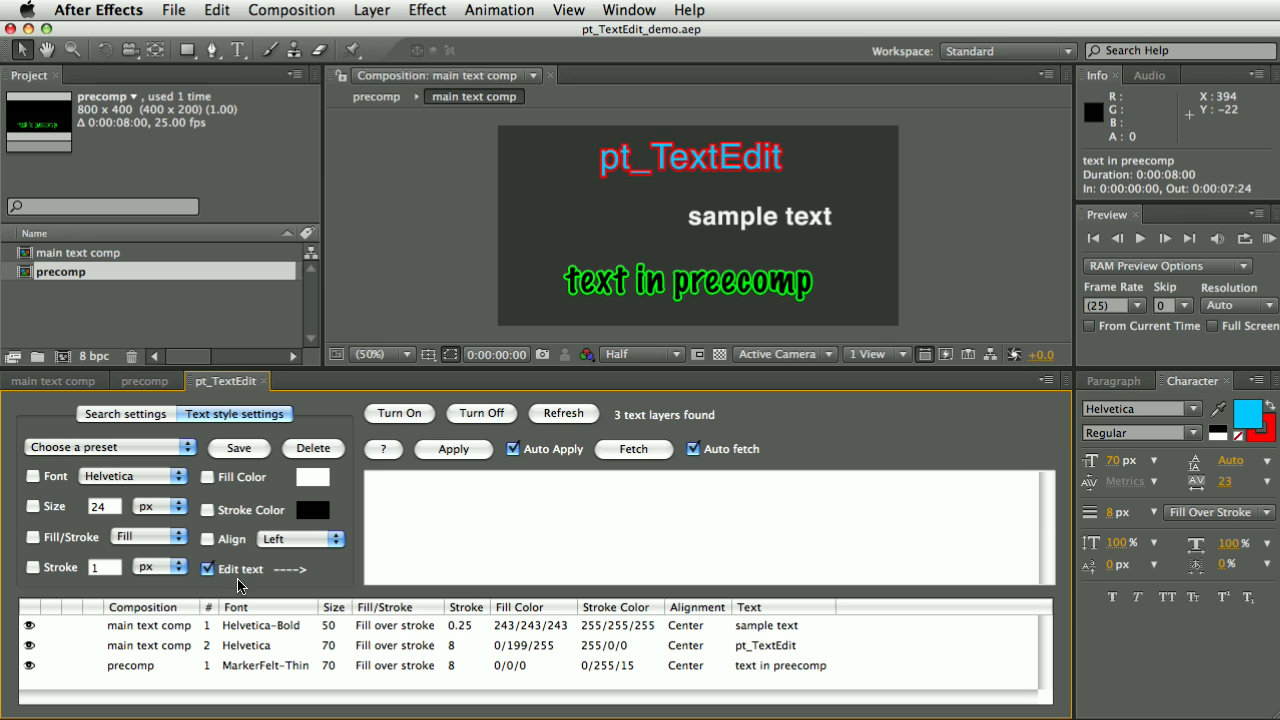 After Effects File Edit Composition Layer Effect Animation View Window Help
pt_TextEdit_demo.aep
T Workspace: Standard Search Help
Project Composition: main text comp Info Audio
precomp main text comp
precomp , used 1 time
800 x 400 (400 x 200) (1.00)
Δ 0:00:08:00, 25.00 fps
R :
G :
B :
A : 0
X : 394
Y : -22
text in precomp
Duration: 0:00:08:00
In: 0:00:00:00, Out: 0:00:07:24
pt_TextEdit
sample text
text in preecomp
Preview
RAM Preview Options
Frame Rate Skip Resolution
(25) 0 Auto
From Current Time Full Screen
Name
main text comp
precomp
8 bpc
(50%) 0:00:00:00 Half Active Camera 1 View +0.0
main text comp precomp pt_TextEdit Paragraph Character
Search settings Text style settings Turn On Turn Off Refresh 3 text layers found
Choose a preset Save Delete ? Apply Auto Apply Fetch Auto fetch
Font Helvetica Fill Color
Size 24 px Stroke Color
Fill/Stroke Fill Align Left
Stroke 1 px Edit text ---->
Composition # Font Size Fill/Stroke Stroke Fill Color Stroke Color Alignment Text
main text comp 1 Helvetica-Bold 50 Fill over stroke 0.25 243/243/243 255/255/255 Center sample text
main text comp 2 Helvetica 70 Fill over stroke 8 0/199/255 255/0/0 Center pt_TextEdit
precomp 1 MarkerFelt-Thin 70 Fill over stroke 8 0/0/0 0/255/15 Center text in preecomp
Helvetica
Regular
70 px Auto
Metrics 23
8 px Fill Over Stroke
100 % 100 %
0 px 0 %
T T TT Tr T¹ T₁